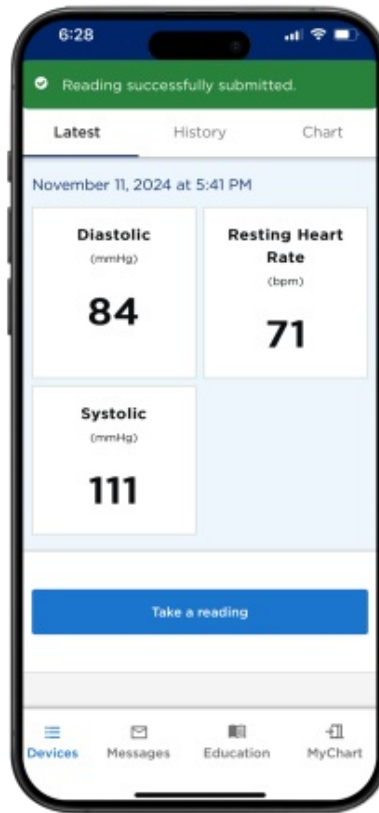 6:28
Reading successfully submitted.
Latest History Chart
November 11, 2024 at 5:41 PM
Diastolic
(mmHg)
84
Resting Heart
Rate
(bpm)
71
Systolic
(mmHg)
111
Take a reading
Devices Messages Education MyChart